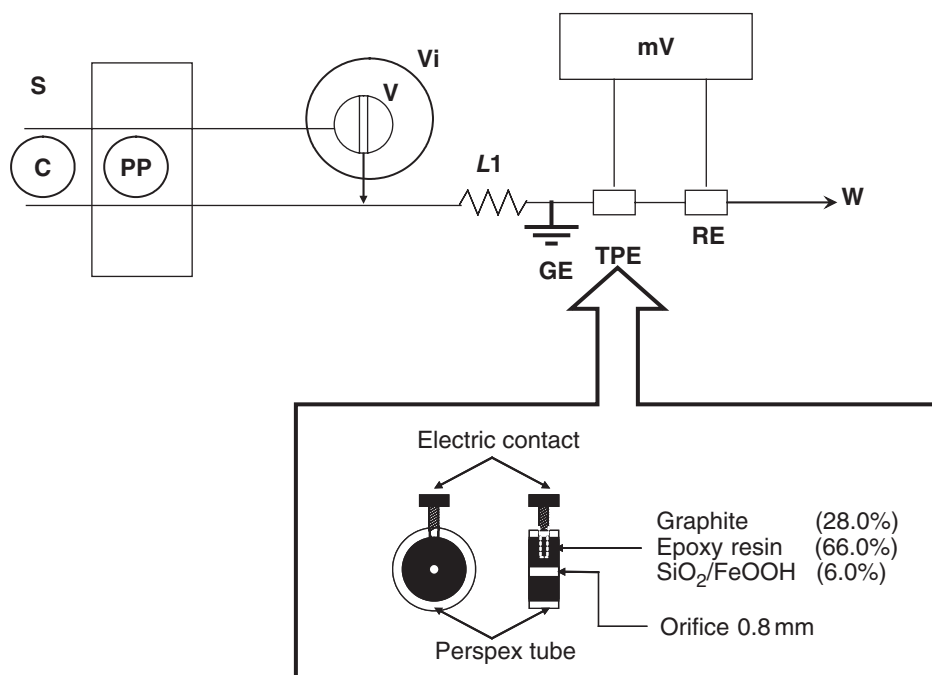 mV
Vi
S
V
C
PP
L1
W
RE
GE
TPE
Electric contact
Graphite (28.0%)
Epoxy resin (66.0%)
SiO₂/FeOOH (6.0%)
Orifice 0.8 mm
Perspex tube